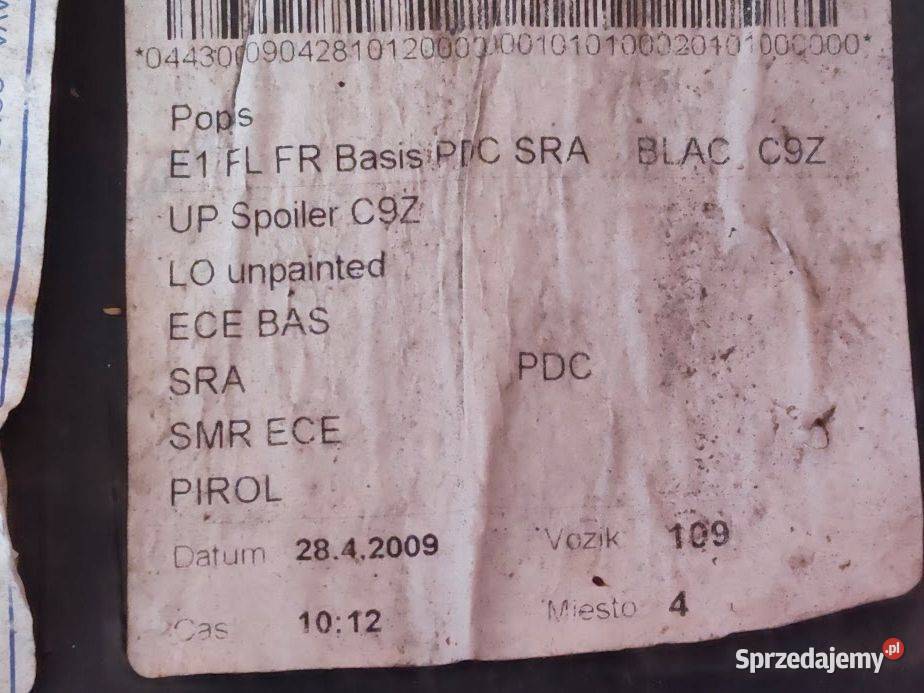 *04430009042810120000000101010002010100000*
Pops
E1 FL FR Basis PDC SRA BLAC C9Z
UP Spoiler C9Z
LO unpainted
ECE BAS
SRA PDC
SMR ECE
PIROL
Datum 28.4.2009 Vozik 109
Cas 10:12 Miesto 4
Sprzedajemy.pl